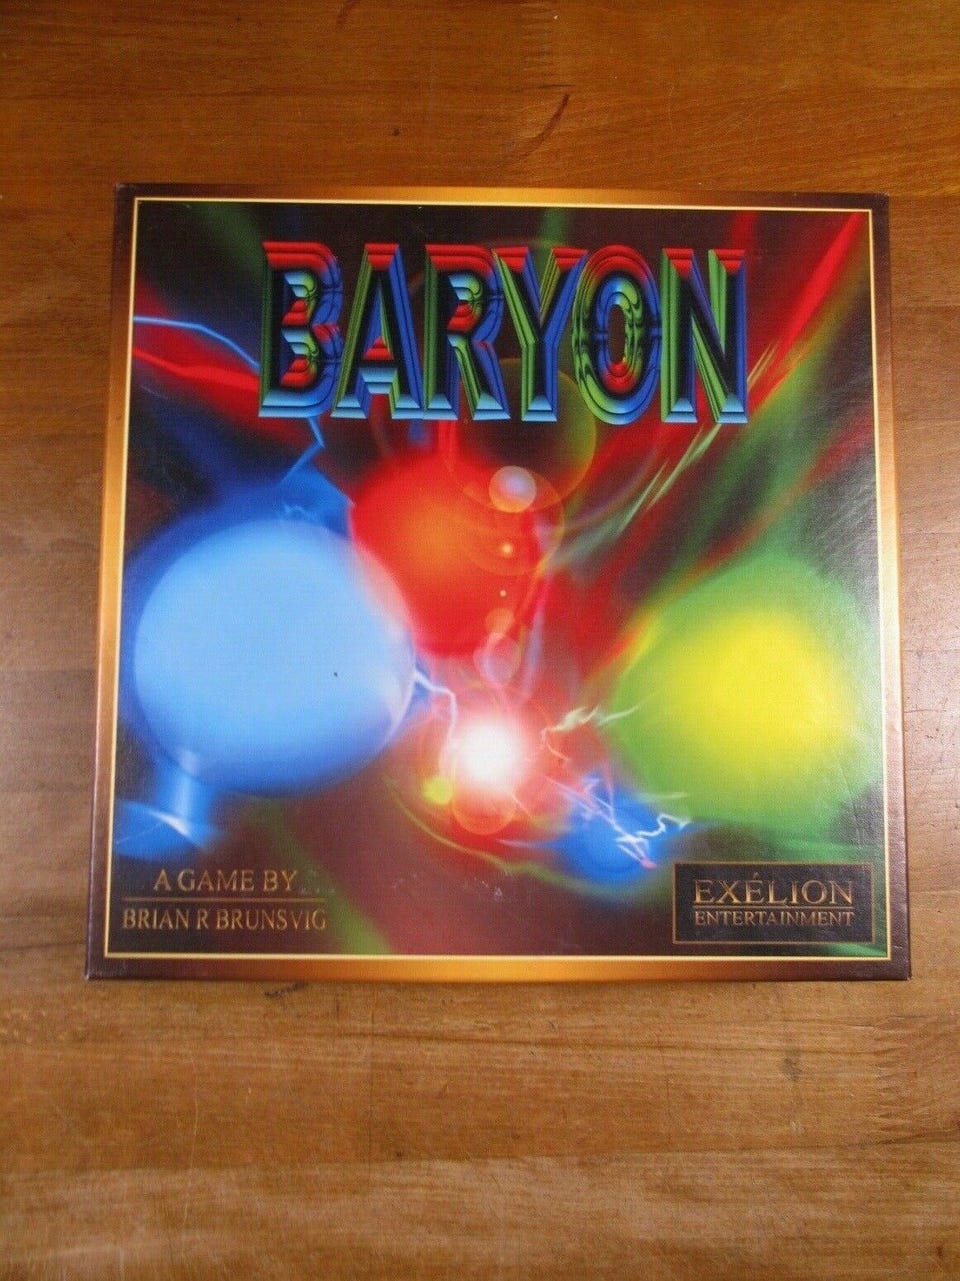 BARYON
A GAME BY
BRIAN R BRUNSVIG
EXÉLION
ENTERTAINMENT